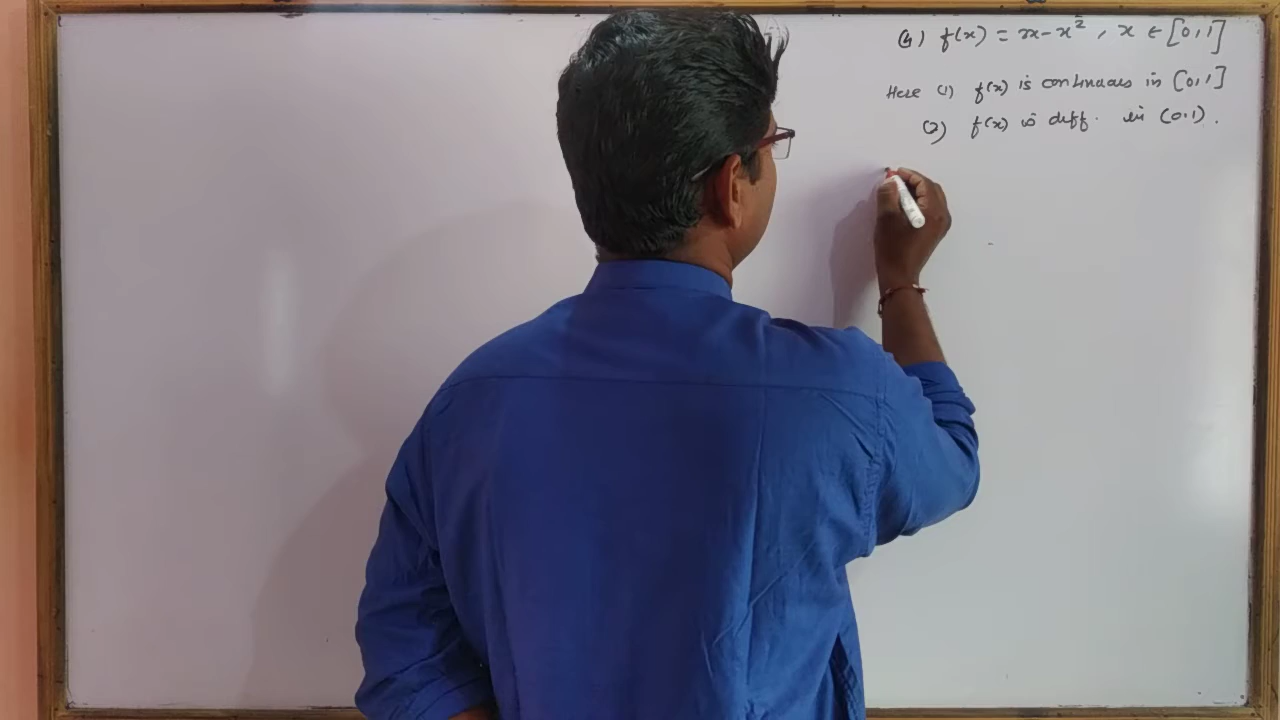 (4) f(x) = x-x², x ∈ [0,1]
Here (1) f(x) is continuous in [0,1]
(2) f(x) is diff. in (0,1).